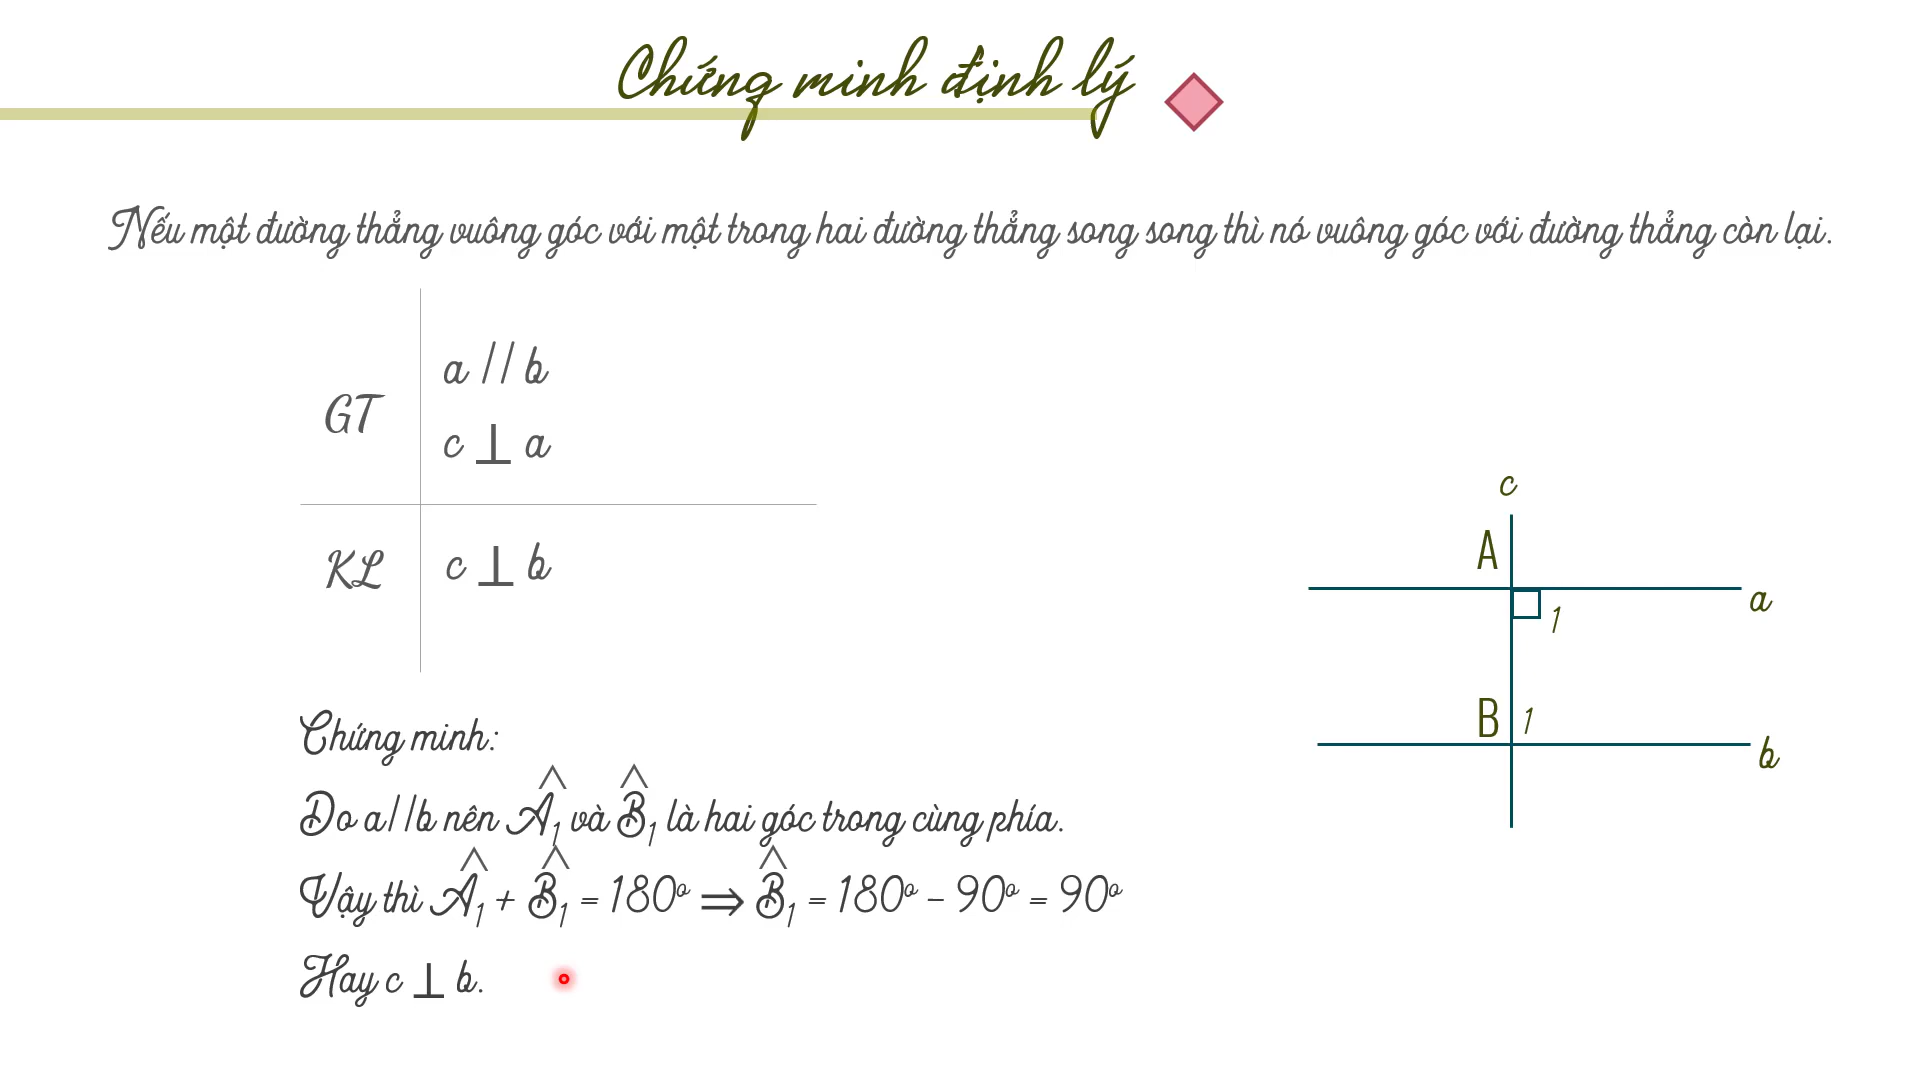 Chứng minh định lý
Nếu một đường thẳng vuông góc với một trong hai đường thẳng song song thì nó vuông góc với đường thẳng còn lại.
GT
a // b
c ⊥ a
KL
c ⊥ b
c
A
a
1
B 1
b
Chứng minh:
Do a//b nên Â₁ và B̂₁ là hai góc trong cùng phía.
Vậy thì Â₁ + B̂₁ = 180° ⇒ B̂₁ = 180° – 90° = 90°
Hay c ⊥ b.